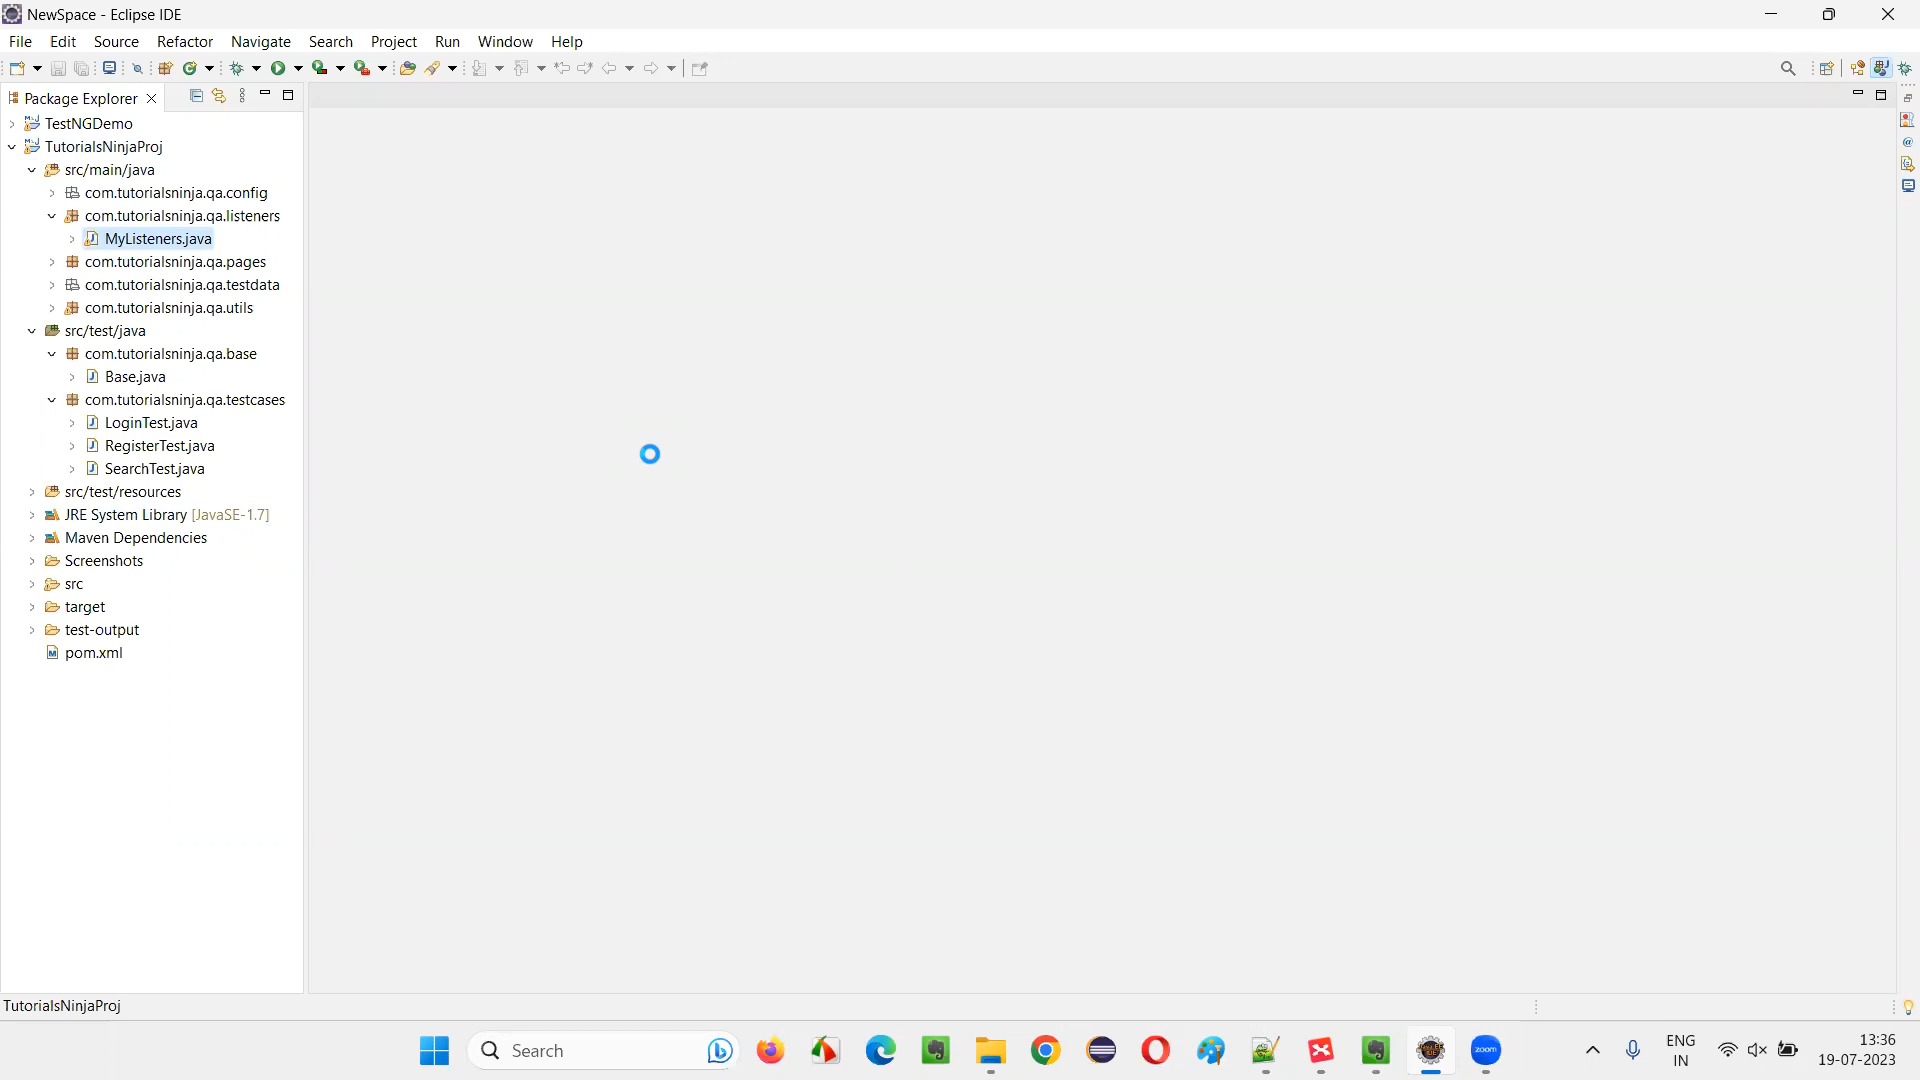 NewSpace - Eclipse IDE
File Edit Source Refactor Navigate Search Project Run Window Help
Package Explorer
TestNGDemo
TutorialsNinjaProj
src/main/java
com.tutorialsninja.qa.config
com.tutorialsninja.qa.listeners
MyListeners.java
com.tutorialsninja.qa.pages
com.tutorialsninja.qa.testdata
com.tutorialsninja.qa.utils
src/test/java
com.tutorialsninja.qa.base
Base.java
com.tutorialsninja.qa.testcases
LoginTest.java
RegisterTest.java
SearchTest.java
src/test/resources
JRE System Library [JavaSE-1.7]
Maven Dependencies
Screenshots
src
target
test-output
pom.xml
TutorialsNinjaProj
Search
zoom
ENG
IN
13:36
19-07-2023